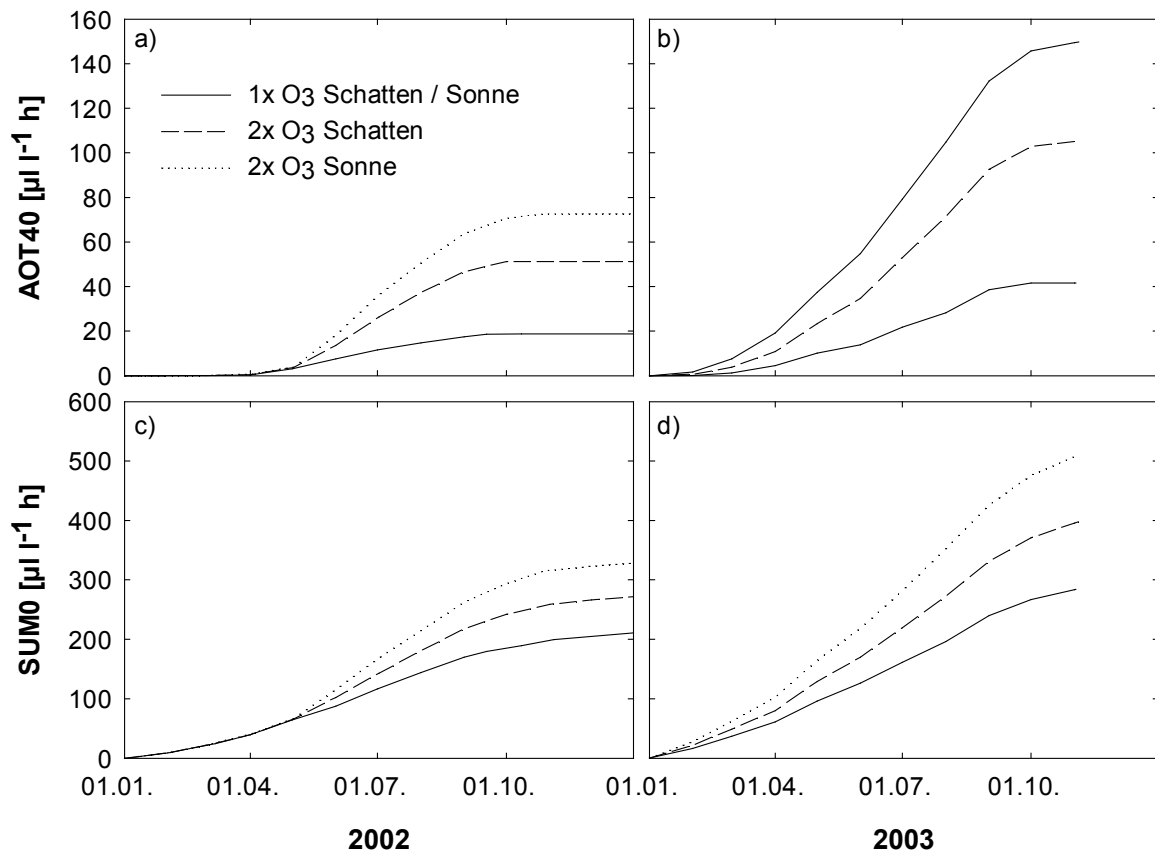 160
140
120
100
80
60
40
20
0
AOT40 [µl l-1 h]
a)
1x O3 Schatten / Sonne
2x O3 Schatten
2x O3 Sonne
b)
600
500
400
300
200
100
0
SUM0 [µl l-1 h]
c)
d)
01.01.
01.04.
01.07.
01.10.
01.01.
01.04.
01.07.
01.10.
2002
2003